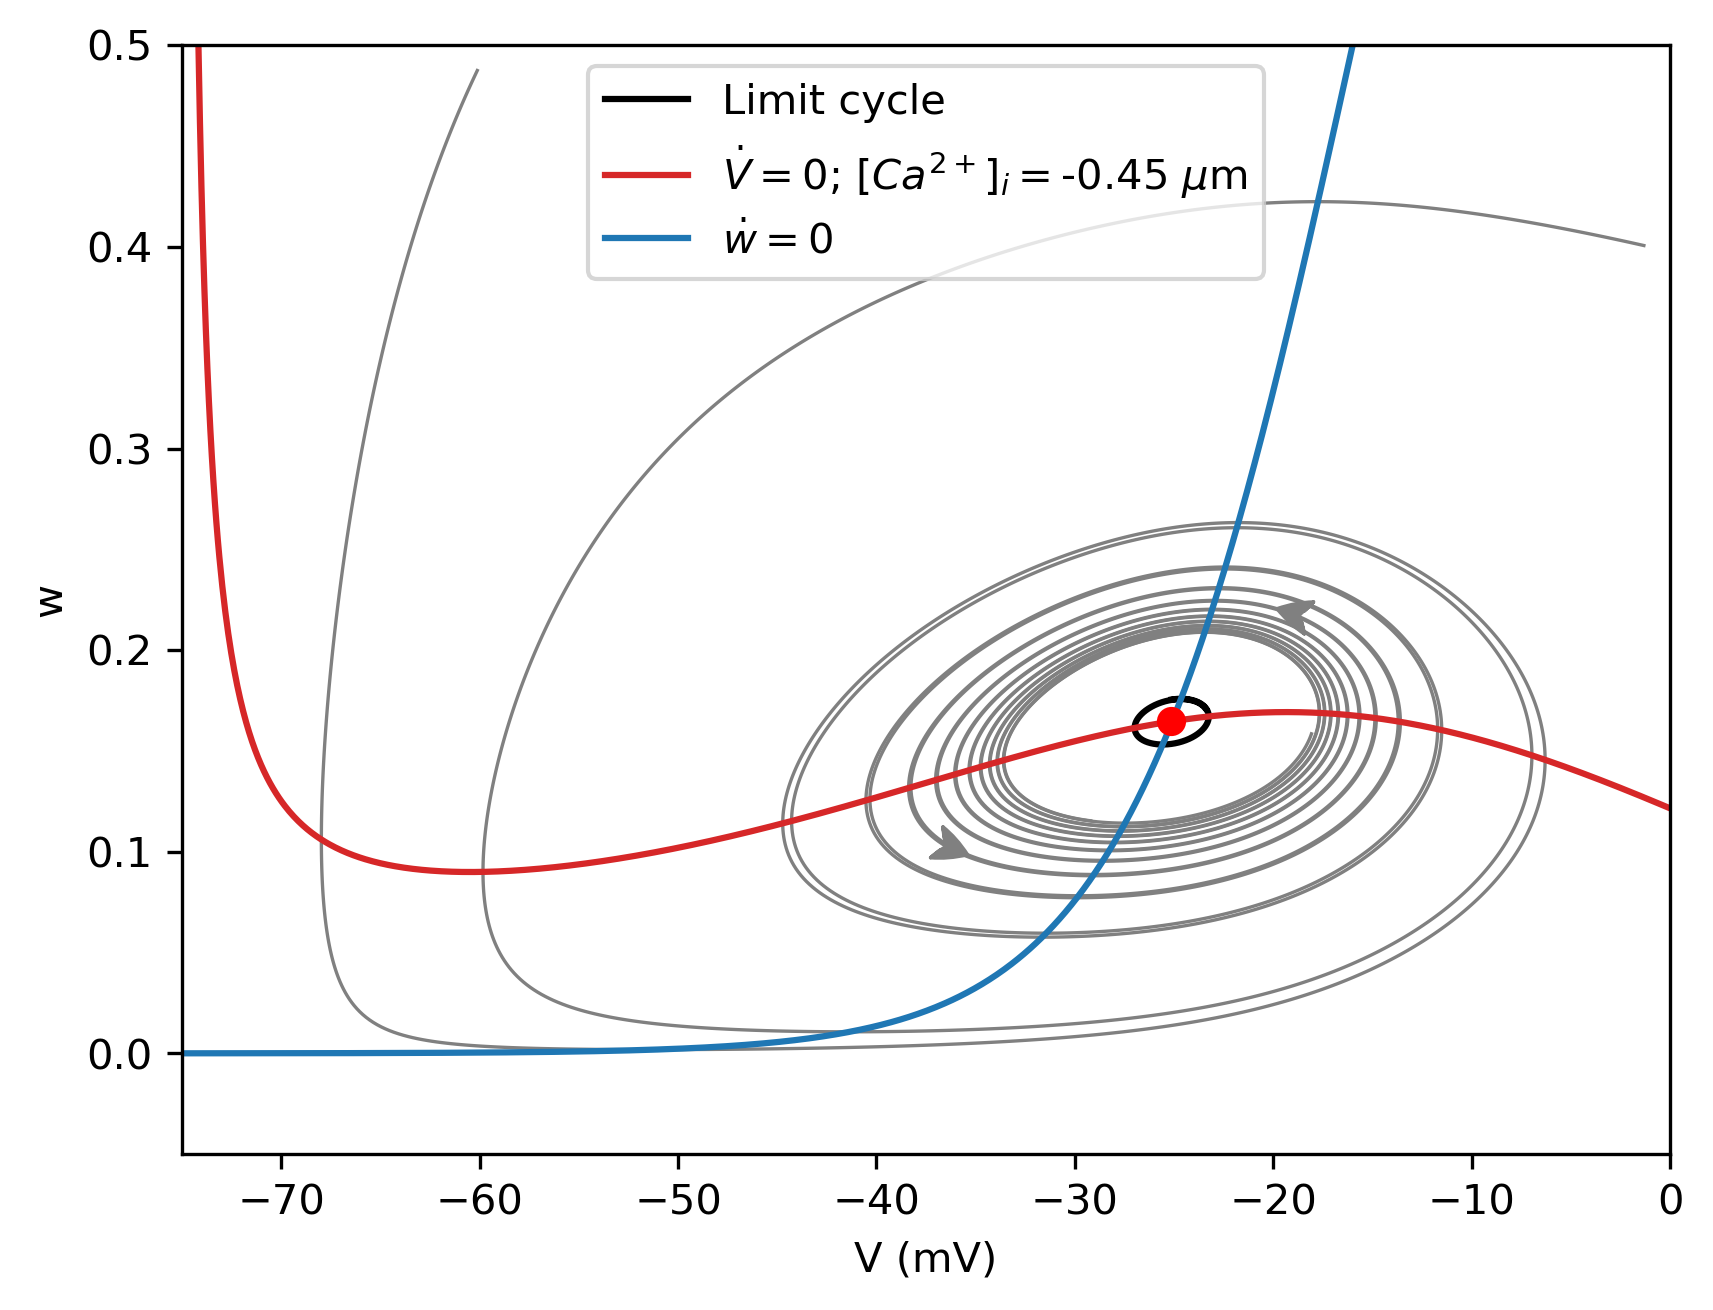 0.5
0.4
0.3
0.2
0.1
0.0
w
Limit cycle
V̇ = 0; [Ca²⁺]ᵢ = -0.45 μm
ẇ = 0
−70 −60 −50 −40 −30 −20 −10 0
V (mV)